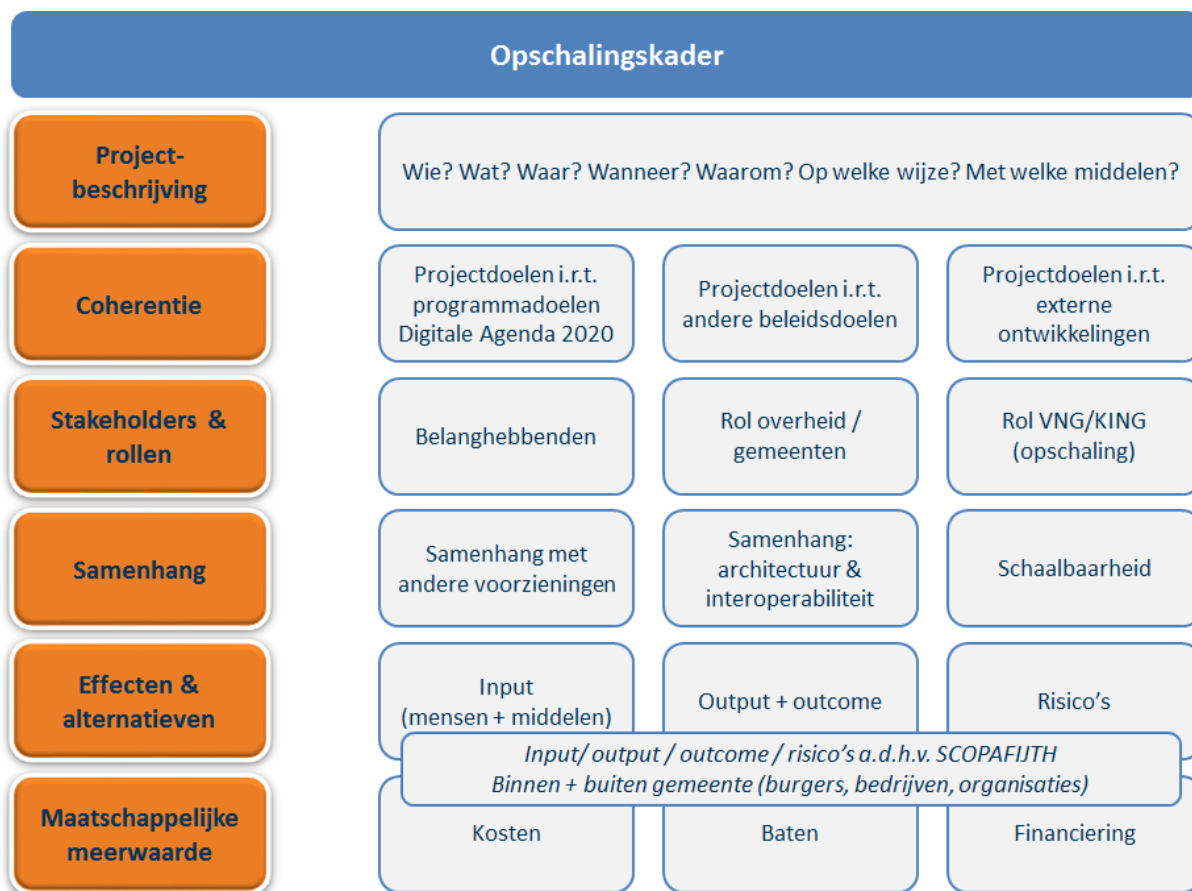 Opschalingskader
Project-
beschrijving
Wie? Wat? Waar? Wanneer? Waarom? Op welke wijze? Met welke middelen?
Coherentie
Projectdoelen i.r.t.
programmadoelen
Digitale Agenda 2020
Projectdoelen i.r.t.
andere beleidsdoelen
Projectdoelen i.r.t.
externe
ontwikkelingen
Stakeholders &
rollen
Belanghebbenden
Rol overheid /
gemeenten
Rol VNG/KING
(opschaling)
Samenhang
Samenhang met
andere voorzieningen
Samenhang:
architectuur &
interoperabiliteit
Schaalbaarheid
Effecten &
alternatieven
Input
(mensen + middelen)
Output + outcome
Risico's
Input/ output / outcome / risico's a.d.h.v. SCOPAFIJTH
Binnen + buiten gemeente (burgers, bedrijven, organisaties)
Maatschappelijke
meerwaarde
Kosten
Baten
Financiering